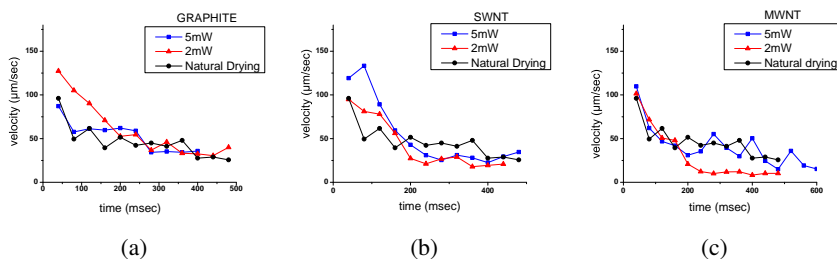 GRAPHITE
5mW
2mW
Natural Drying
velocity (µm/sec)
150
100
50
0
0 100 200 300 400 500
time (msec)
(a)
SWNT
5mW
2mW
Natural Drying
velocity (µm/sec)
150
100
50
0
0 200 400
time (msec)
(b)
MWNT
5mW
2mW
Natural drying
velocity (µm/sec)
150
100
50
0
0 200 400 600
time (msec)
(c)